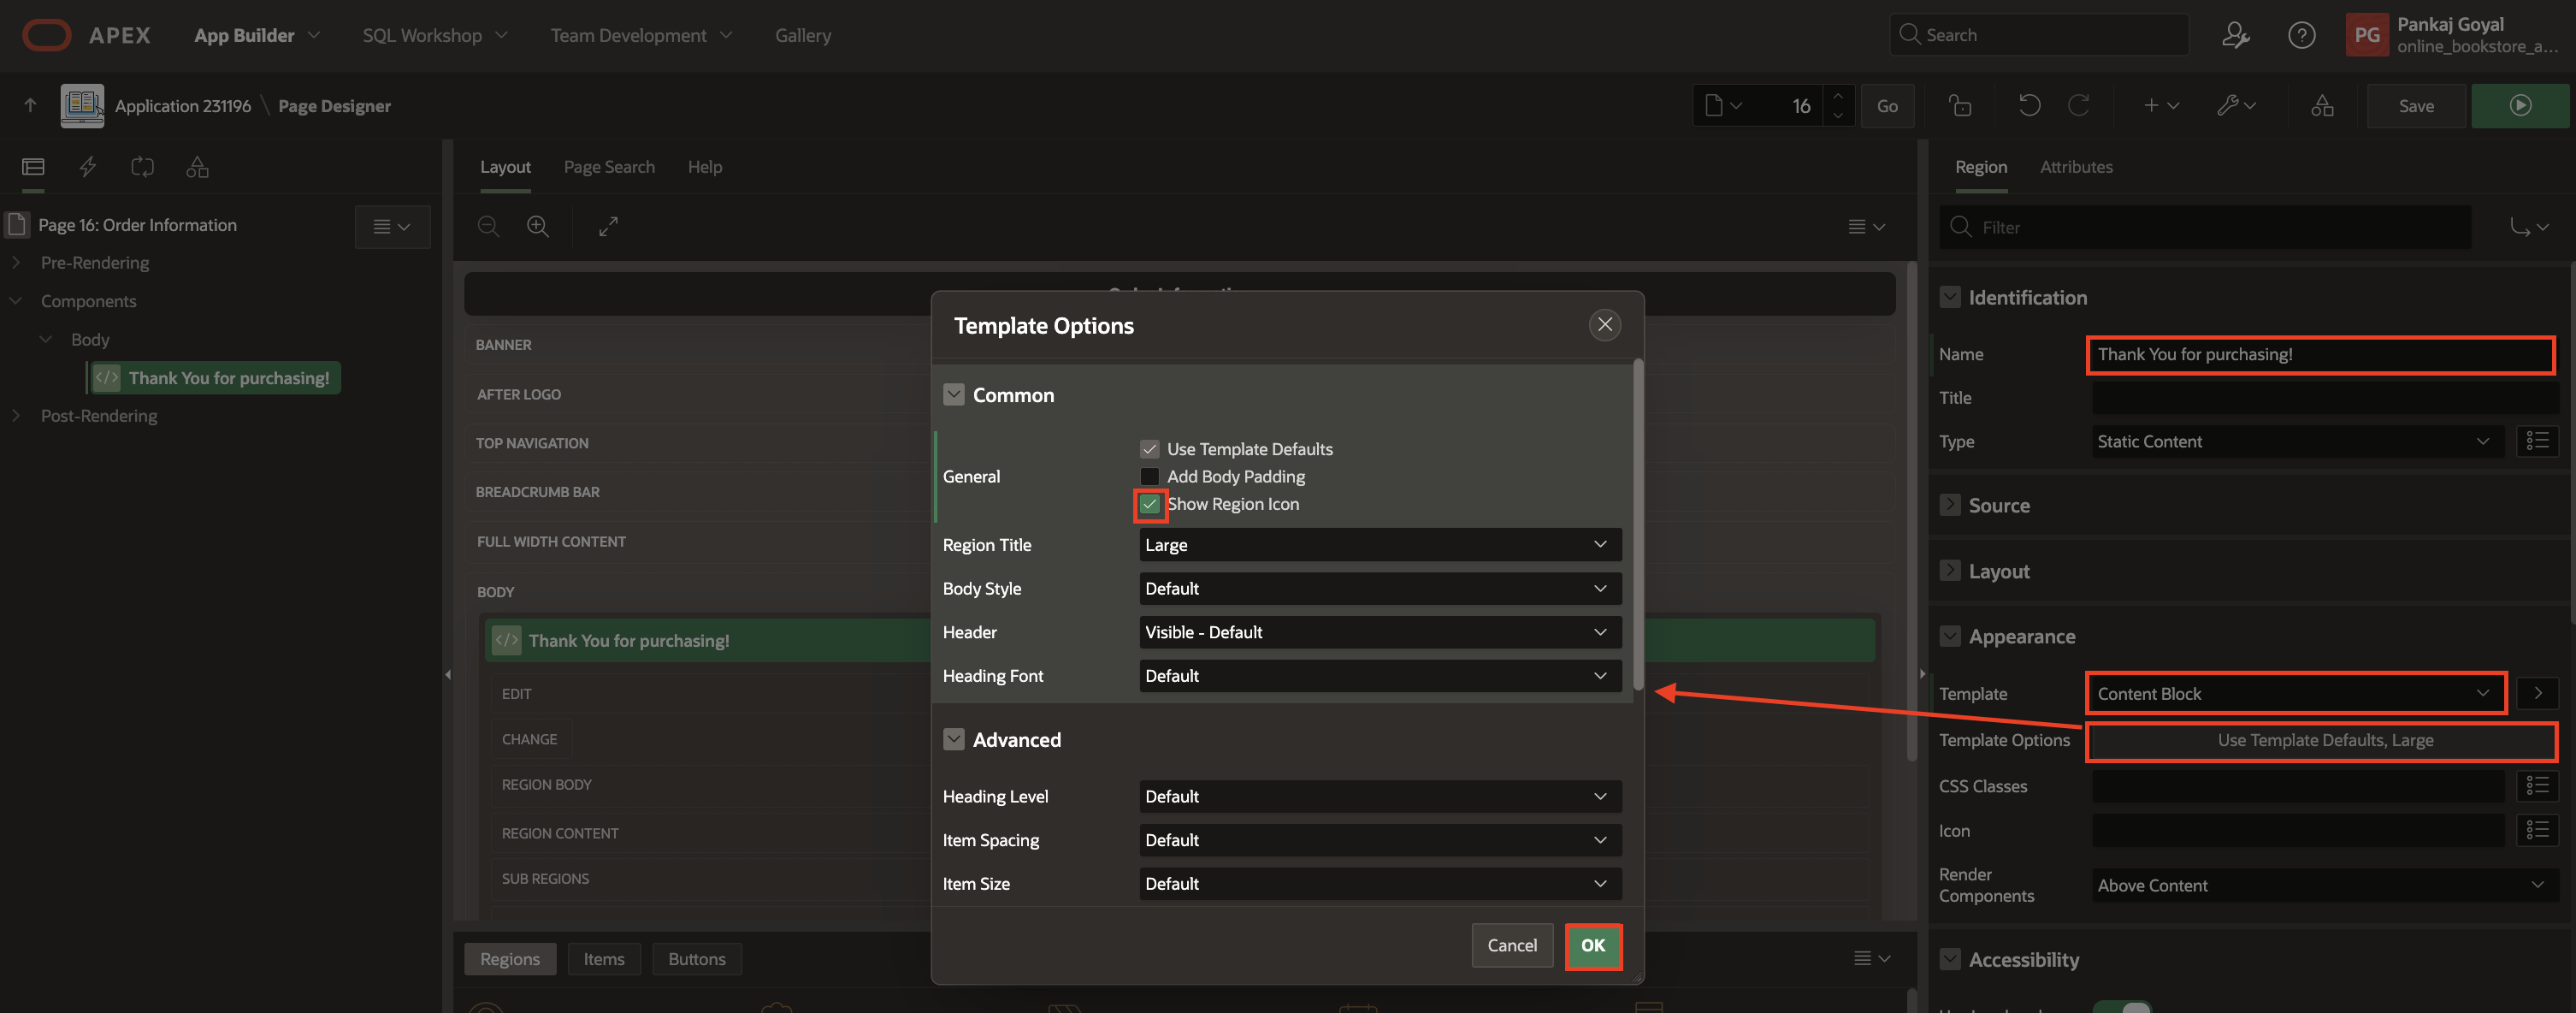 APEX App Builder SQL Workshop Team Development Gallery Search PG Pankaj Goyal
online_bookstore_a...
Application 231196 \ Page Designer 16 Go Save
Layout Page Search Help
Region Attributes
Page 16: Order Information
Filter
Pre-Rendering
Components
Body
Thank You for purchasing!
Post-Rendering
BANNER
AFTER LOGO
TOP NAVIGATION
BREADCRUMB BAR
FULL WIDTH CONTENT
BODY
Thank You for purchasing!
EDIT
CHANGE
REGION BODY
REGION CONTENT
SUB REGIONS
Regions Items Buttons
Template Options
Common
General
Use Template Defaults
Add Body Padding
Show Region Icon
Region Title Large
Body Style Default
Header Visible - Default
Heading Font Default
Advanced
Heading Level Default
Item Spacing Default
Item Size Default
Cancel OK
Identification
Name Thank You for purchasing!
Title
Type Static Content
Source
Layout
Appearance
Template Content Block
Template Options Use Template Defaults, Large
CSS Classes
Icon
Render
Components Above Content
Accessibility